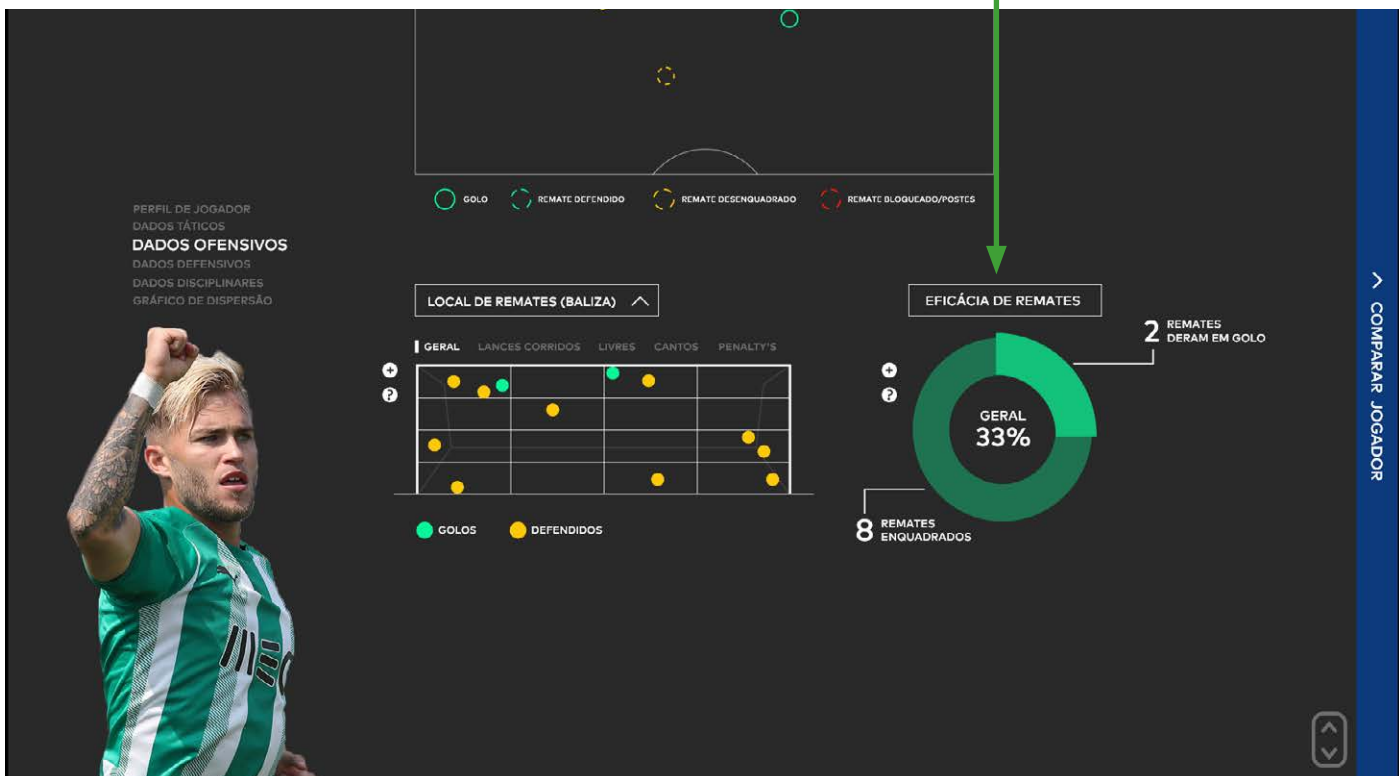 GOLO
REMATE DEFENDIDO
REMATE DESENQUADRADO
REMATE BLOQUEADO/POSTES
PERFIL DE JOGADOR
DADOS TÁTICOS
DADOS OFENSIVOS
DADOS DEFENSIVOS
DADOS DISCIPLINARES
GRÁFICO DE DISPERSÃO
LOCAL DE REMATES (BALIZA)
GERAL LANCES CORRIDOS LIVRES CANTOS PENALTY'S
+
?
GOLOS
DEFENDIDOS
EFICÁCIA DE REMATES
+
?
2 REMATES
DERAM EM GOLO
GERAL
33%
8 REMATES
ENQUADRADOS
COMPARAR JOGADOR